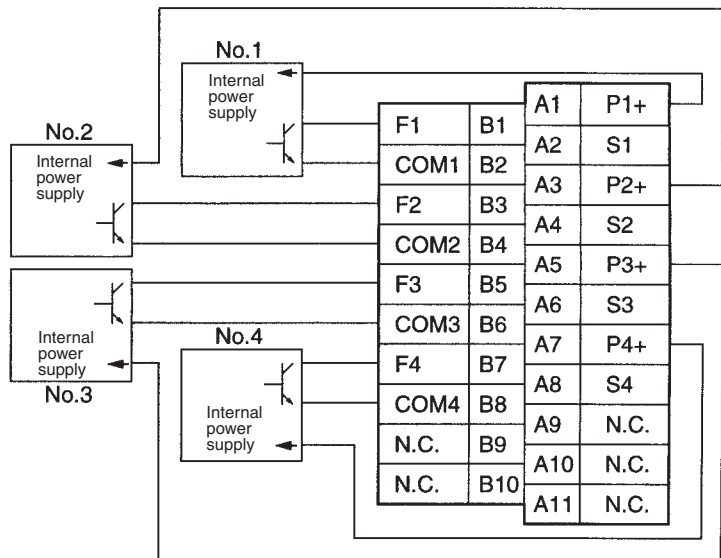 No.1
Internal
power
supply
No.2
Internal
power
supply
No.3
Internal
power
supply
No.4
Internal
power
supply
F1 B1
COM1 B2
F2 B3
COM2 B4
F3 B5
COM3 B6
F4 B7
COM4 B8
N.C. B9
N.C. B10
A1 P1+
A2 S1
A3 P2+
A4 S2
A5 P3+
A6 S3
A7 P4+
A8 S4
A9 N.C.
A10 N.C.
A11 N.C.